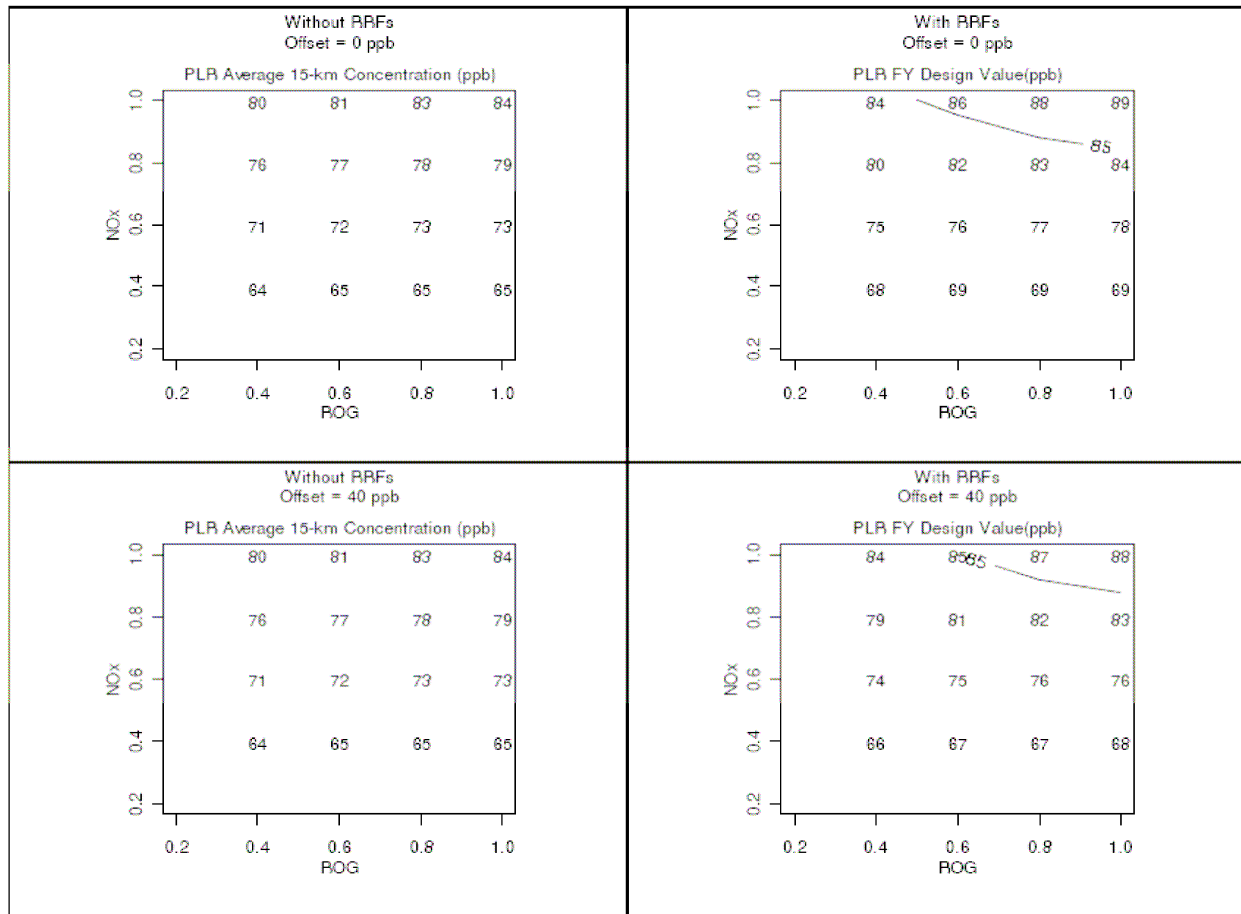 Without RRFs
Offset = 0 ppb
PLR Average 15-km Concentration (ppb)
1.0 80 81 83 84
0.8 76 77 78 79
NOx
0.6 71 72 73 73
0.4 64 65 65 65
0.2
0.2 0.4 0.6 0.8 1.0
ROG
With RRFs
Offset = 0 ppb
PLR FY Design Value(ppb)
1.0 84 86 88 89
85
0.8 80 82 83 84
NOx
0.6 75 76 77 78
0.4 68 69 69 69
0.2
0.2 0.4 0.6 0.8 1.0
ROG
Without RRFs
Offset = 40 ppb
PLR Average 15-km Concentration (ppb)
1.0 80 81 83 84
0.8 76 77 78 79
NOx
0.6 71 72 73 73
0.4 64 65 65 65
0.2
0.2 0.4 0.6 0.8 1.0
ROG
With RRFs
Offset = 40 ppb
PLR FY Design Value(ppb)
1.0 84 85 87 88
85
0.8 79 81 82 83
NOx
0.6 74 75 76 76
0.4 66 67 67 68
0.2
0.2 0.4 0.6 0.8 1.0
ROG